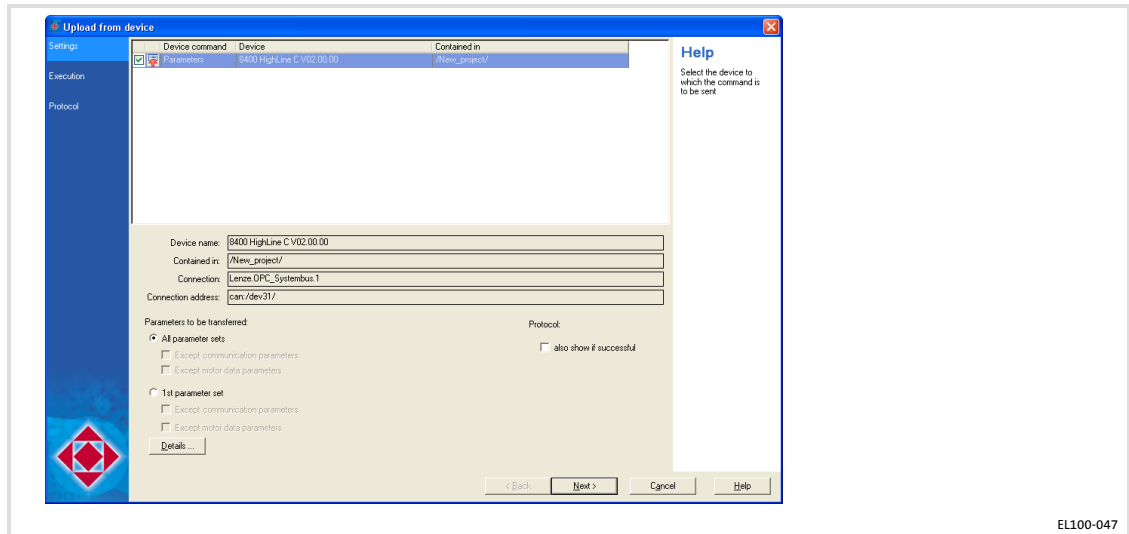 Upload from device
Settings
Execution
Protocol
Device command Device Contained in
Parameters 8400 HighLine C V02.00.00 /New_project/
Help
Select the device to
which the command is
to be sent
Device name: 8400 HighLine C V02.00.00
Contained in: /New_project/
Connection: Lenze.OPC_Systembus.1
Connection address: can:/dev31/
Parameters to be transferred: Protocol:
All parameter sets
also show if successful
Except communication parameters
Except motor data parameters
1st parameter set
Except communication parameters
Except motor data parameters
Details ...
< Back Next > Cancel Help
EL100-047